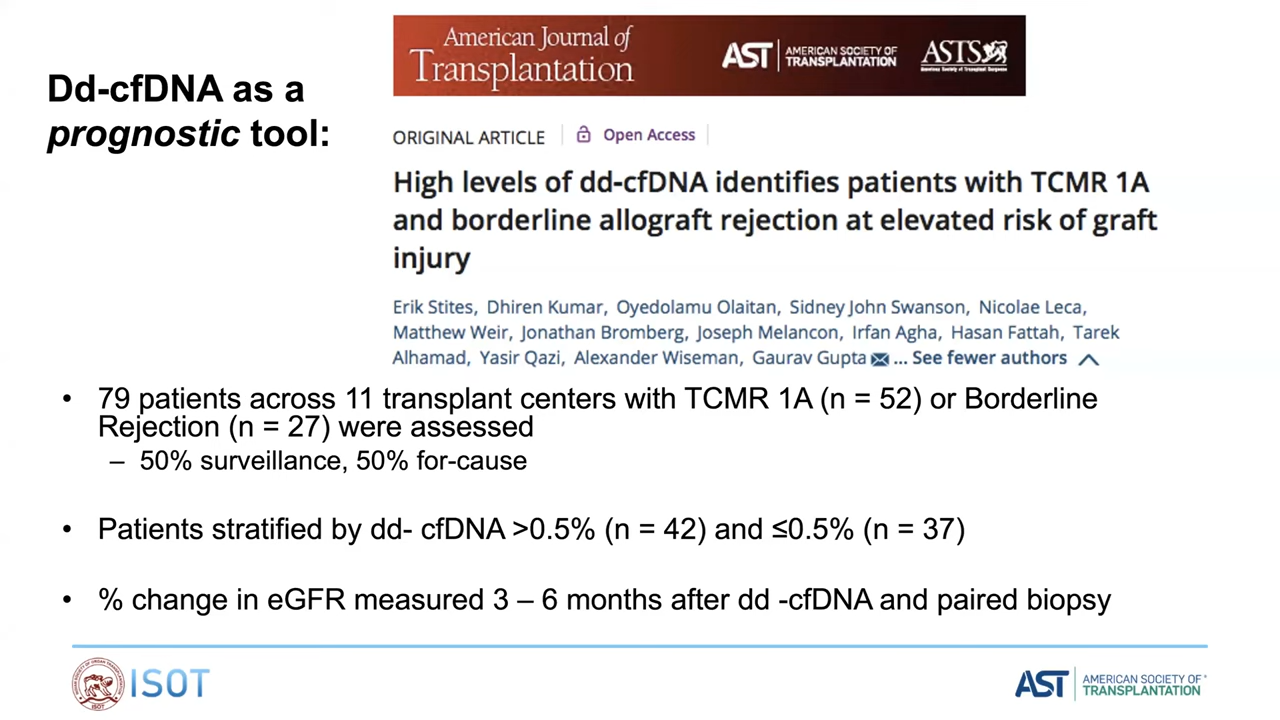 Dd-cfDNA as a
prognostic tool:
American Journal of
Transplantation
AST AMERICAN SOCIETY OF
TRANSPLANTATION
ASTS
American Society of Transplant Surgeons
ORIGINAL ARTICLE
Open Access
High levels of dd-cfDNA identifies patients with TCMR 1A
and borderline allograft rejection at elevated risk of graft
injury
Erik Stites, Dhiren Kumar, Oyedolamu Olaitan, Sidney John Swanson, Nicolae Leca,
Matthew Weir, Jonathan Bromberg, Joseph Melancon, Irfan Agha, Hasan Fattah, Tarek
Alhamad, Yasir Qazi, Alexander Wiseman, Gaurav Gupta ... See fewer authors
• 79 patients across 11 transplant centers with TCMR 1A (n = 52) or Borderline
Rejection (n = 27) were assessed
– 50% surveillance, 50% for-cause
• Patients stratified by dd- cfDNA >0.5% (n = 42) and ≤0.5% (n = 37)
• % change in eGFR measured 3 – 6 months after dd -cfDNA and paired biopsy
ISOT
AST AMERICAN SOCIETY OF
TRANSPLANTATION